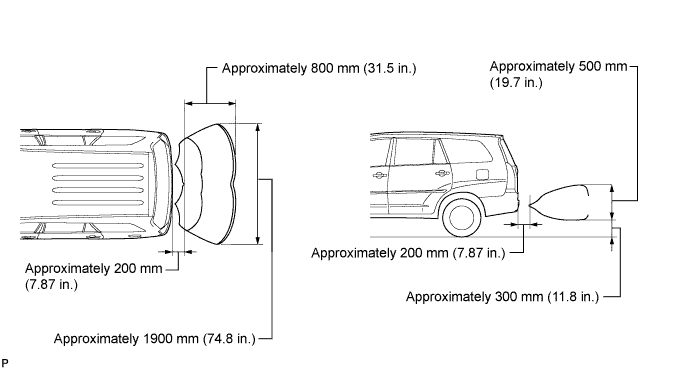 Approximately 800 mm (31.5 in.)
Approximately 500 mm
(19.7 in.)
Approximately 200 mm
(7.87 in.)
Approximately 200 mm (7.87 in.)
Approximately 300 mm (11.8 in.)
Approximately 1900 mm (74.8 in.)
P